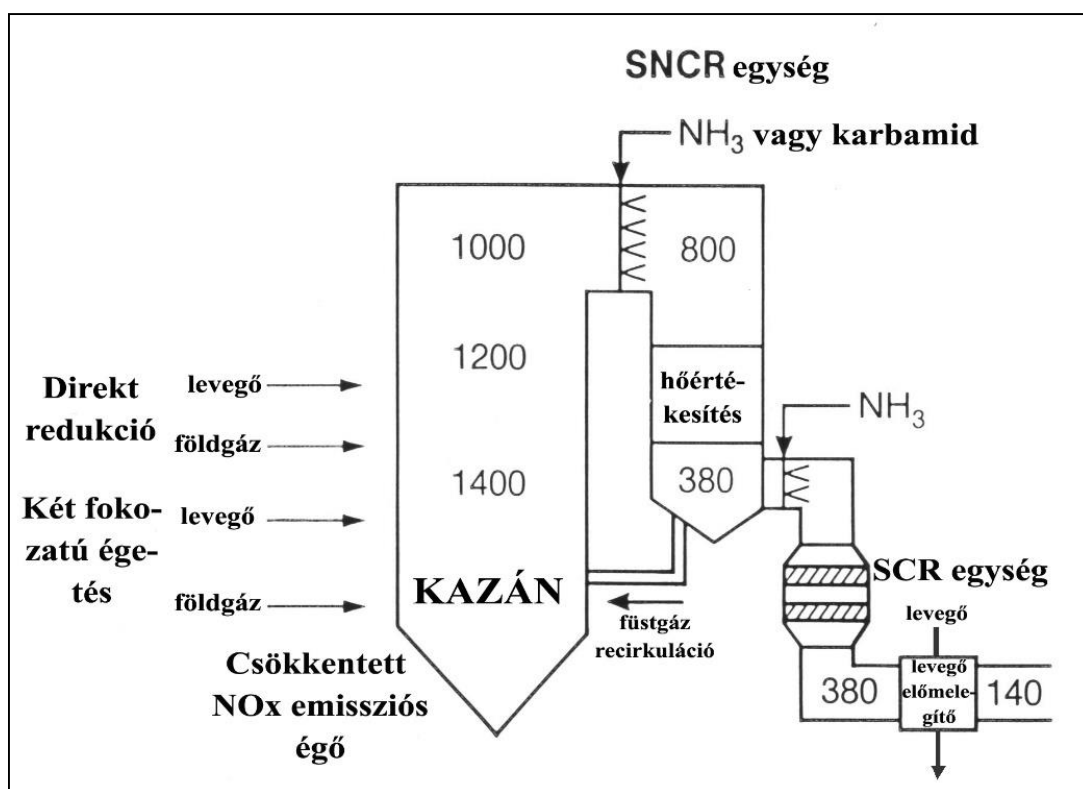 SNCR egység
NH₃ vagy karbamid
1000
800
1200
Direkt
redukció
levegő
földgáz
hőérté-
kesítés
NH₃
1400
380
Két foko-
zatú ége-
tés
levegő
földgáz
KAZÁN
SCR egység
füstgáz
recirkuláció
levegő
Csökkentett
NOx emissziós
égő
380
levegő
előmele-
gítő
140